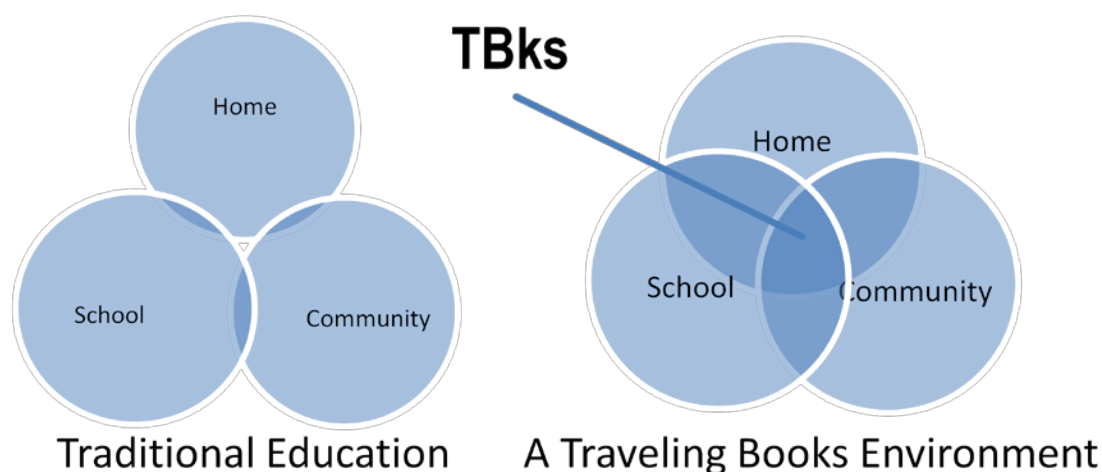 Home
School
Community
Traditional Education
TBks
Home
School
Community
A Traveling Books Environment